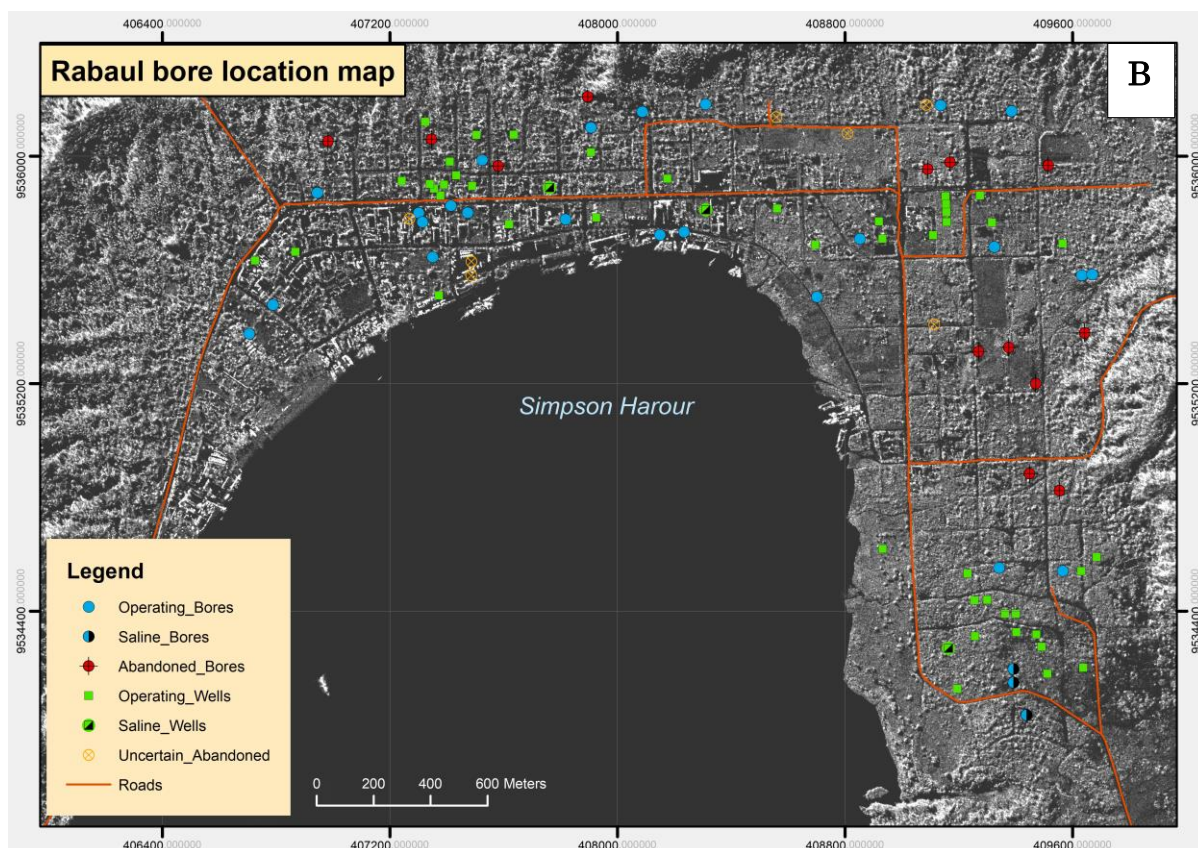 406400.000000 407200.000000 408000.000000 408800.000000 409600.000000
Rabaul bore location map
B
9536000.000000
9536000.000000
9535200.000000
9535200.000000
Simpson Harour
9534400.000000
9534400.000000
Legend
Operating_Bores
Saline_Bores
Abandoned_Bores
Operating_Wells
Saline_Wells
Uncertain_Abandoned
Roads
0 200 400 600 Meters
406400.000000 407200.000000 408000.000000 408800.000000 409600.000000